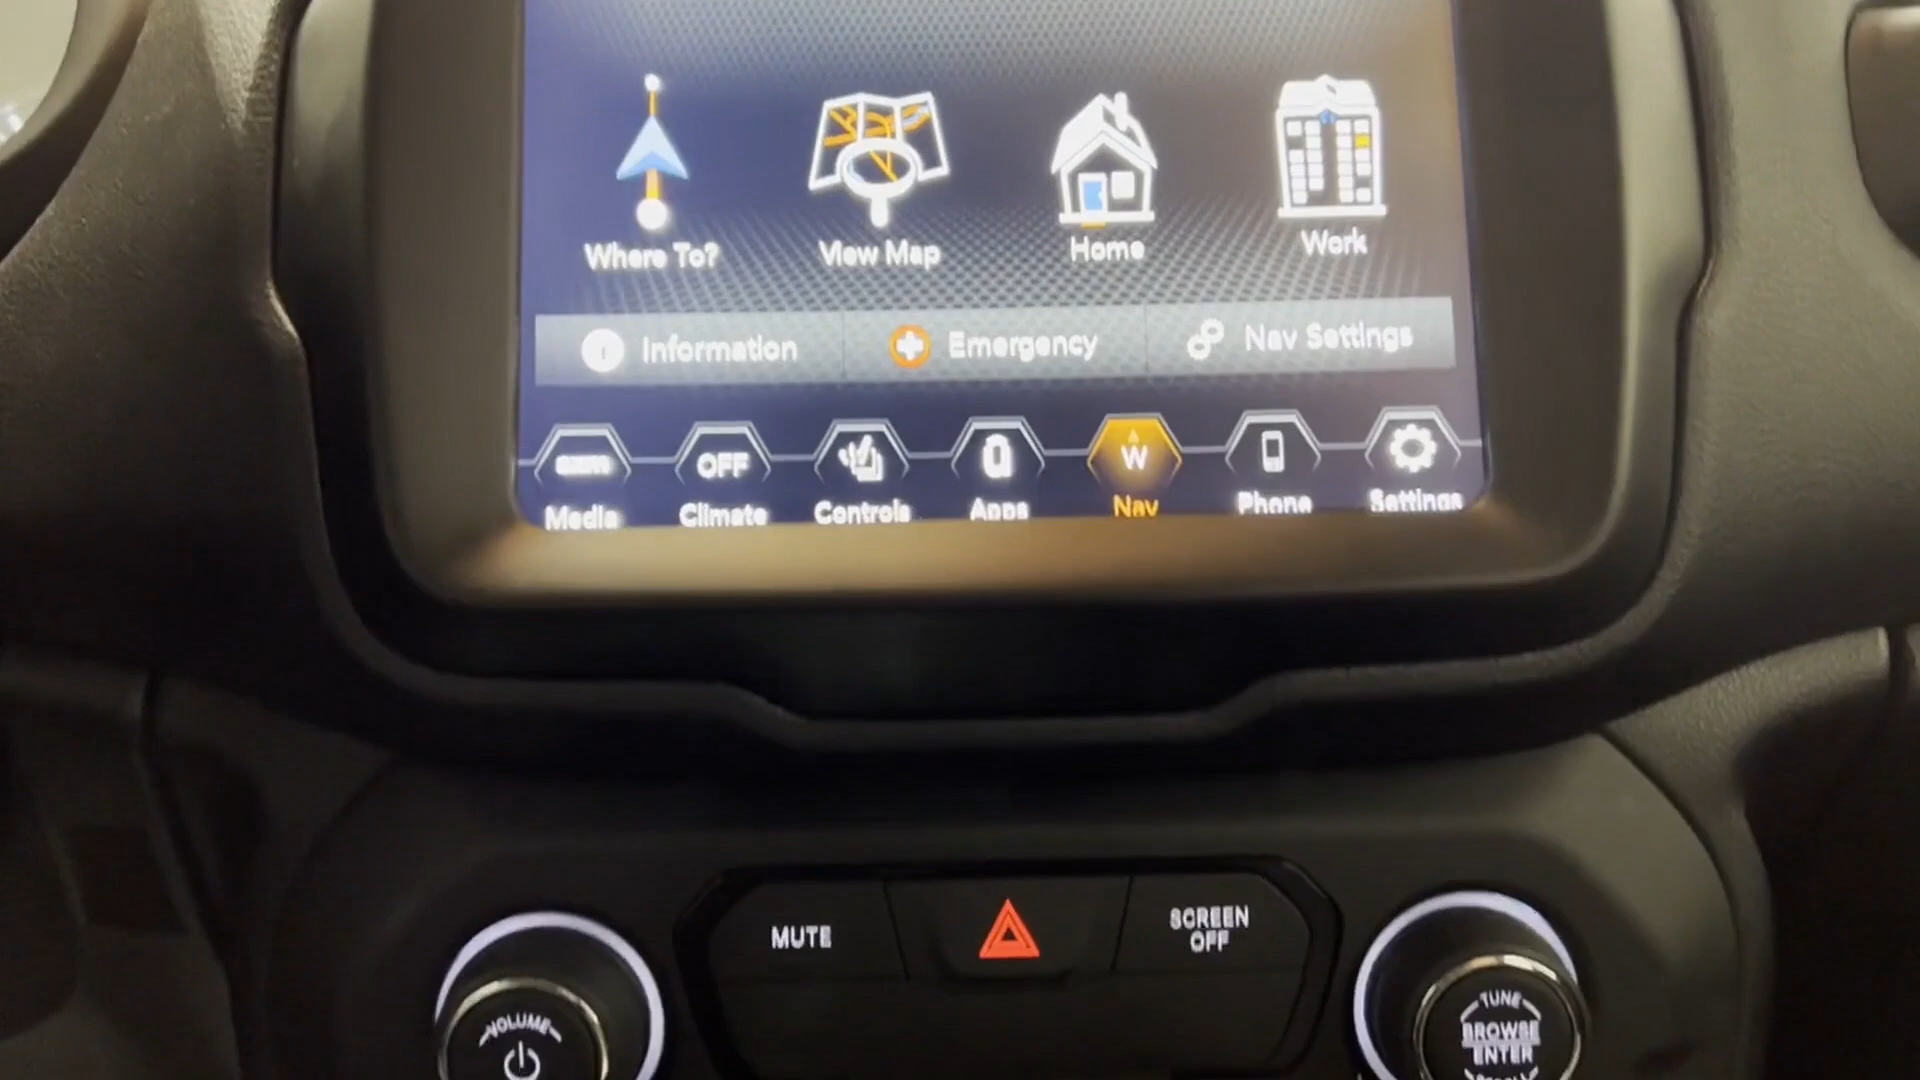 Where To? View Map Home Work
Information Emergency Nav Settings
OFF W
Media Climate Controls Apps Nav Phone Settings
MUTE
SCREEN
OFF
VOLUME
TUNE
BROWSE
ENTER